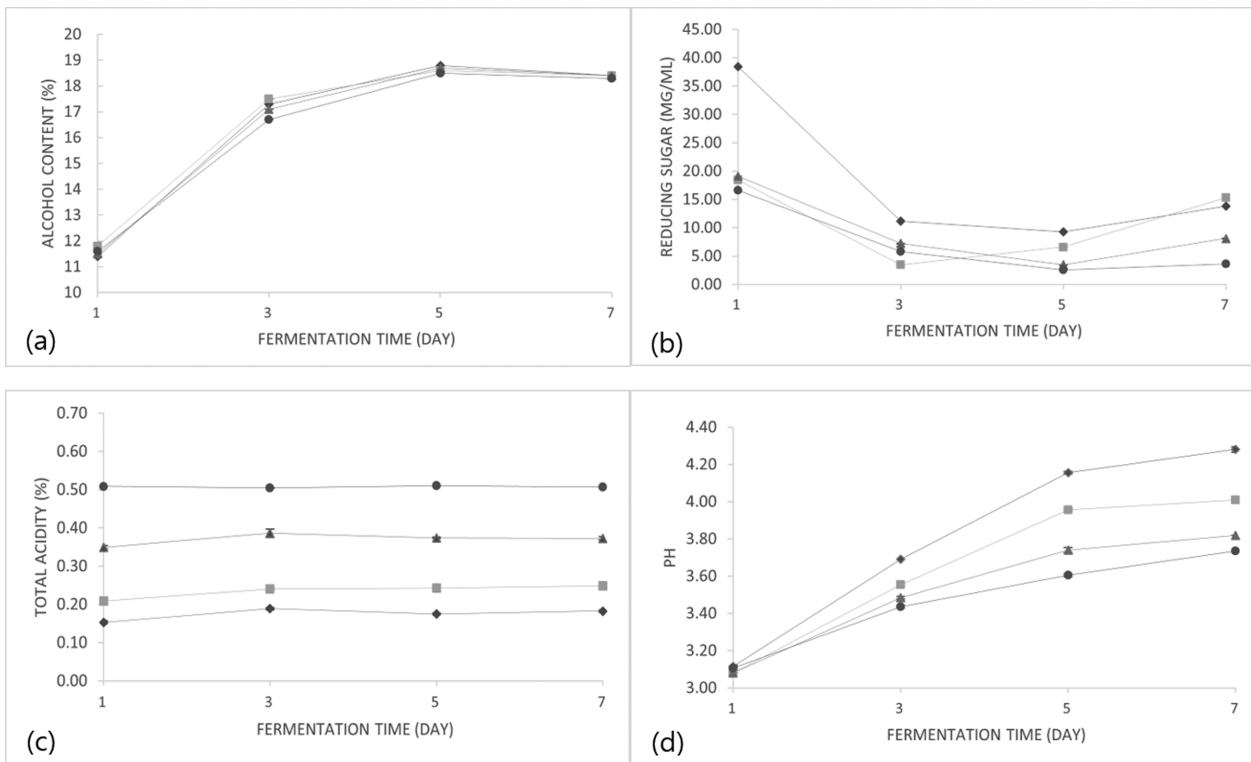 20
19
18
17
16
15
14
13
12
11
10
ALCOHOL CONTENT (%)
1 3 5 7
FERMENTATION TIME (DAY)
(a)
45.00
40.00
35.00
30.00
25.00
20.00
15.00
10.00
5.00
0.00
REDUCING SUGAR (MG/ML)
1 3 5 7
FERMENTATION TIME (DAY)
(b)
0.70
0.60
0.50
0.40
0.30
0.20
0.10
0.00
TOTAL ACIDITY (%)
1 3 5 7
FERMENTATION TIME (DAY)
(c)
4.40
4.20
4.00
3.80
3.60
3.40
3.20
3.00
PH
1 3 5 7
FERMENTATION TIME (DAY)
(d)